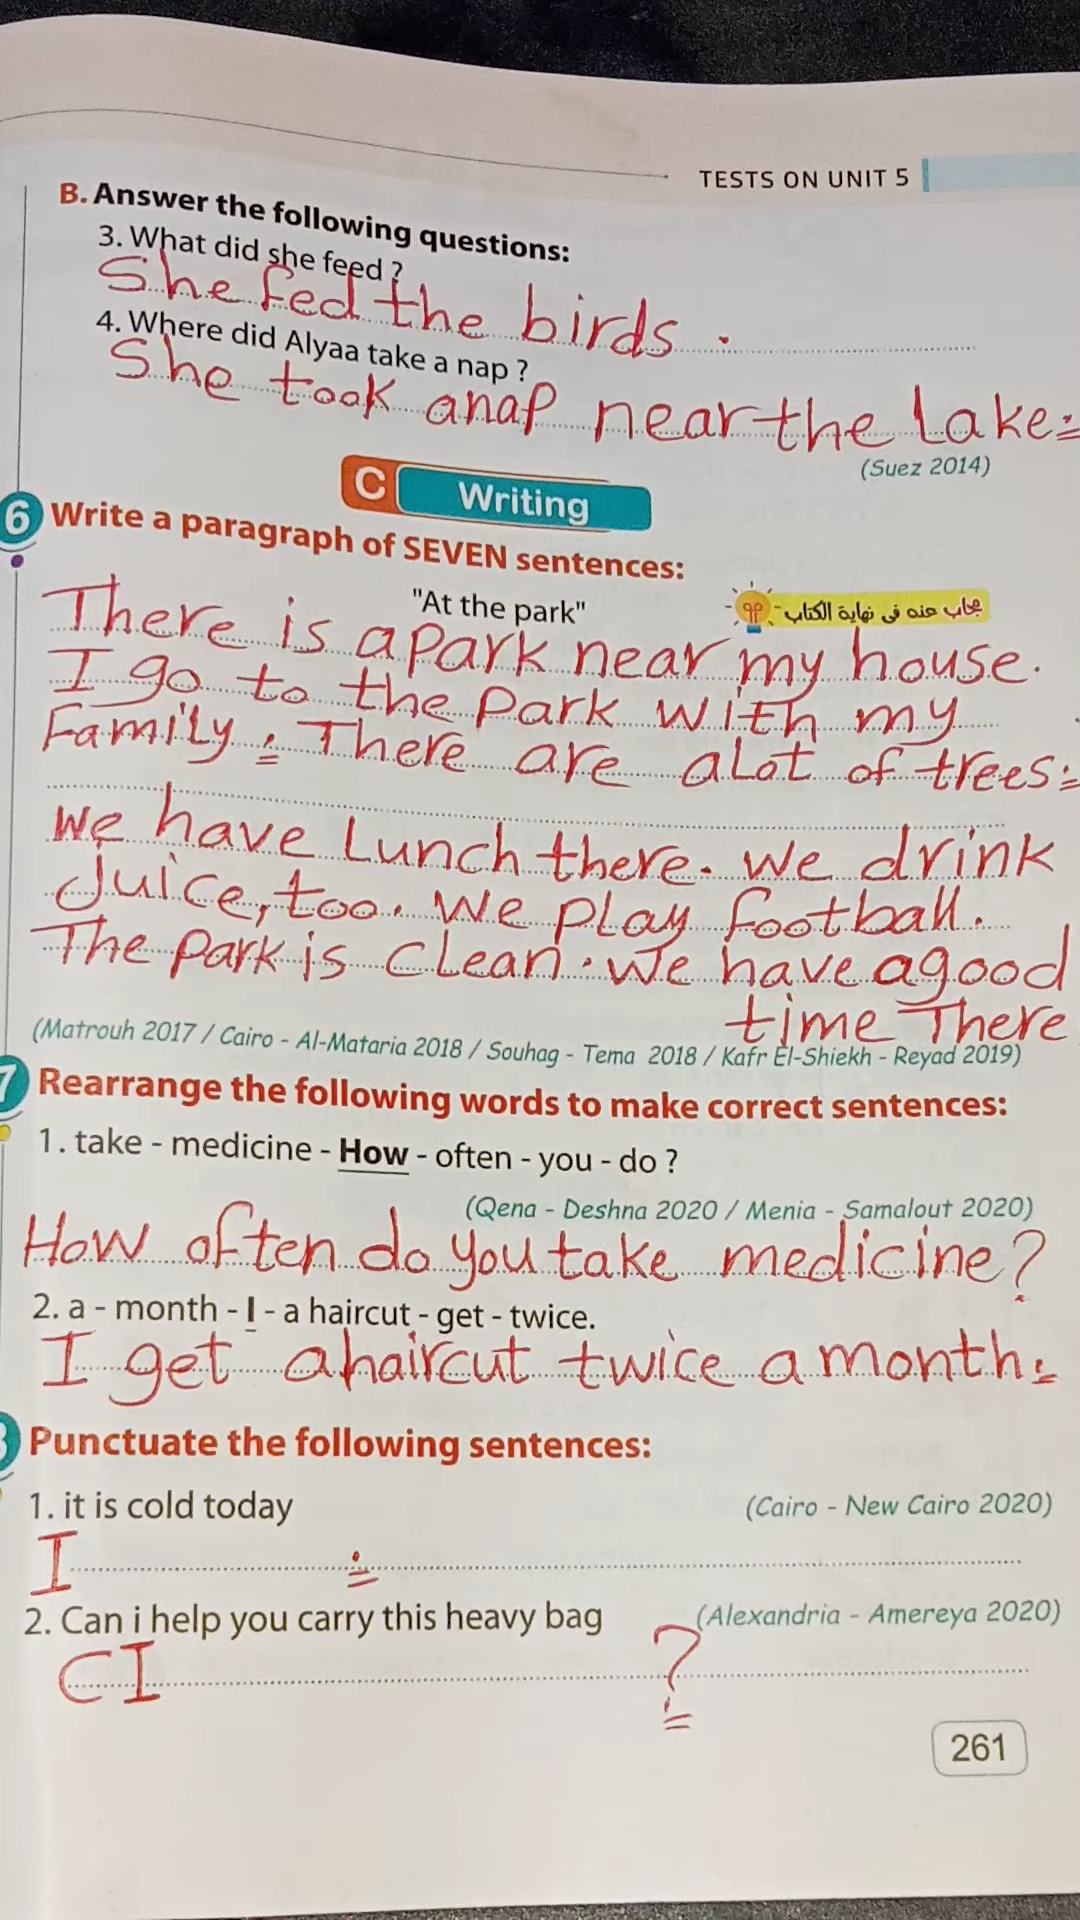 TESTS ON UNIT 5
B. Answer the following questions:
3. What did she feed ?
She fed the birds.
4. Where did Alyaa take a nap ?
She took anap near the Lake.
(Suez 2014)
C Writing
6 Write a paragraph of SEVEN sentences:
"At the park"
مجاب عنه فى نهاية الكتاب
There is a park near my house.
I go to the park with my
Family. There are alot of trees.
We have Lunch there. We drink
Juice, too. We play football.
The park is clean. We have a good
time There
(Matrouh 2017 / Cairo - Al-Mataria 2018 / Souhag - Tema 2018 / Kafr El-Shiekh - Reyad 2019)
7 Rearrange the following words to make correct sentences:
1. take - medicine - How - often - you - do ?
(Qena - Deshna 2020 / Menia - Samalout 2020)
How often do you take medicine?
2. a - month - I - a haircut - get - twice.
I get a haircut twice a month.
Punctuate the following sentences:
1. it is cold today
(Cairo - New Cairo 2020)
I .
2. Can i help you carry this heavy bag
(Alexandria - Amereya 2020)
C I ?
261